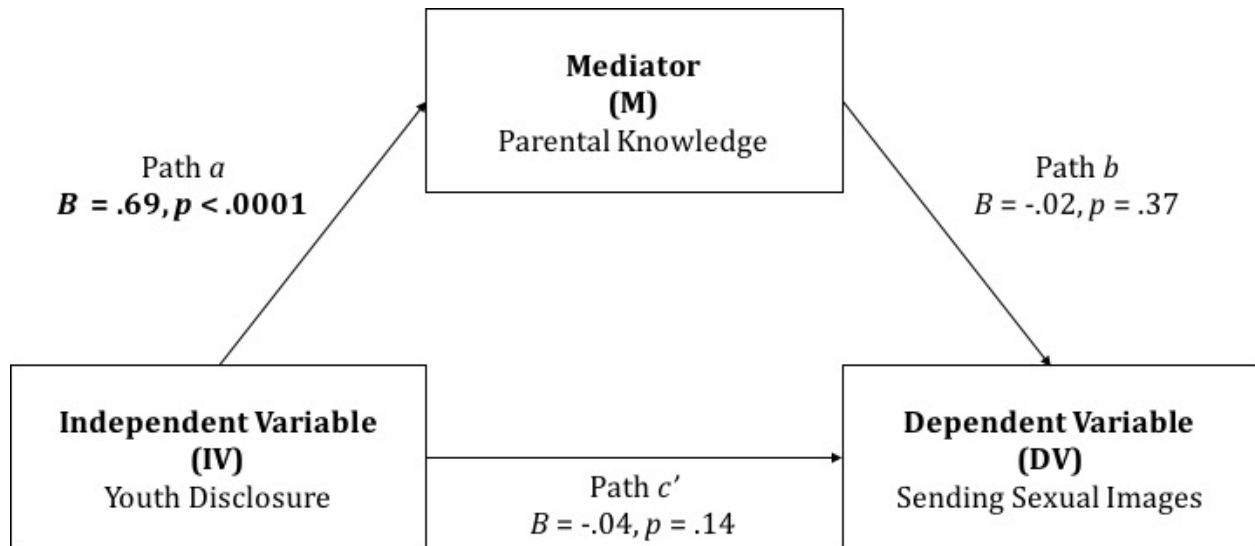 Mediator
(M)
Parental Knowledge
Path a
B = .69, p < .0001
Path b
B = -.02, p = .37
Independent Variable
(IV)
Youth Disclosure
Path c’
B = -.04, p = .14
Dependent Variable
(DV)
Sending Sexual Images